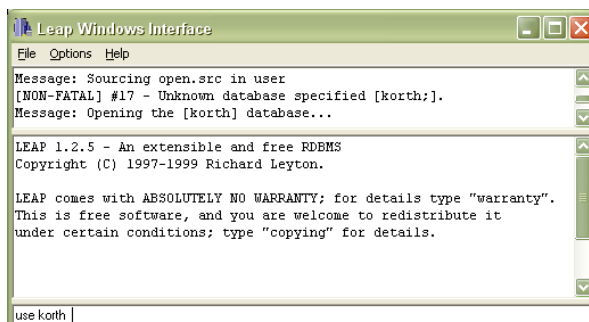 Leap Windows Interface
File Options Help
Message: Sourcing open.src in user
[NON-FATAL] #17 - Unknown database specified [korth;].
Message: Opening the [korth] database...
LEAP 1.2.5 - An extensible and free RDBMS
Copyright (C) 1997-1999 Richard Leyton.
LEAP comes with ABSOLUTELY NO WARRANTY; for details type "warranty".
This is free software, and you are welcome to redistribute it
under certain conditions; type "copying" for details.
use korth